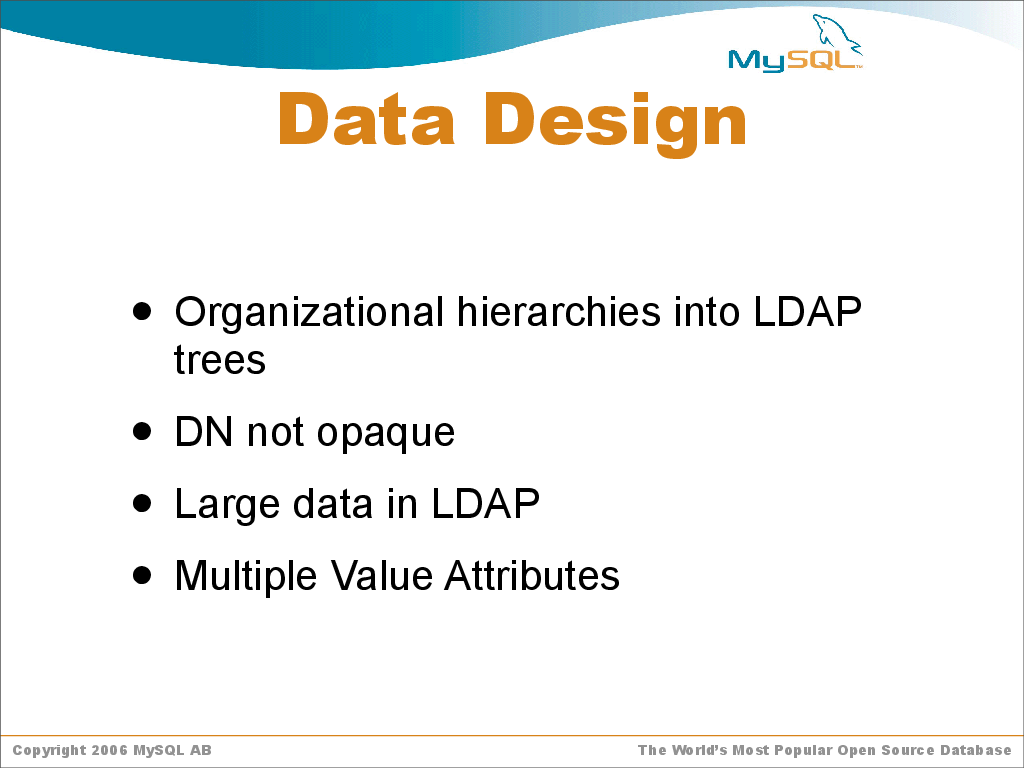 MySQL™
Data Design
• Organizational hierarchies into LDAP
trees
• DN not opaque
• Large data in LDAP
• Multiple Value Attributes
Copyright 2006 MySQL AB
The World’s Most Popular Open Source Database